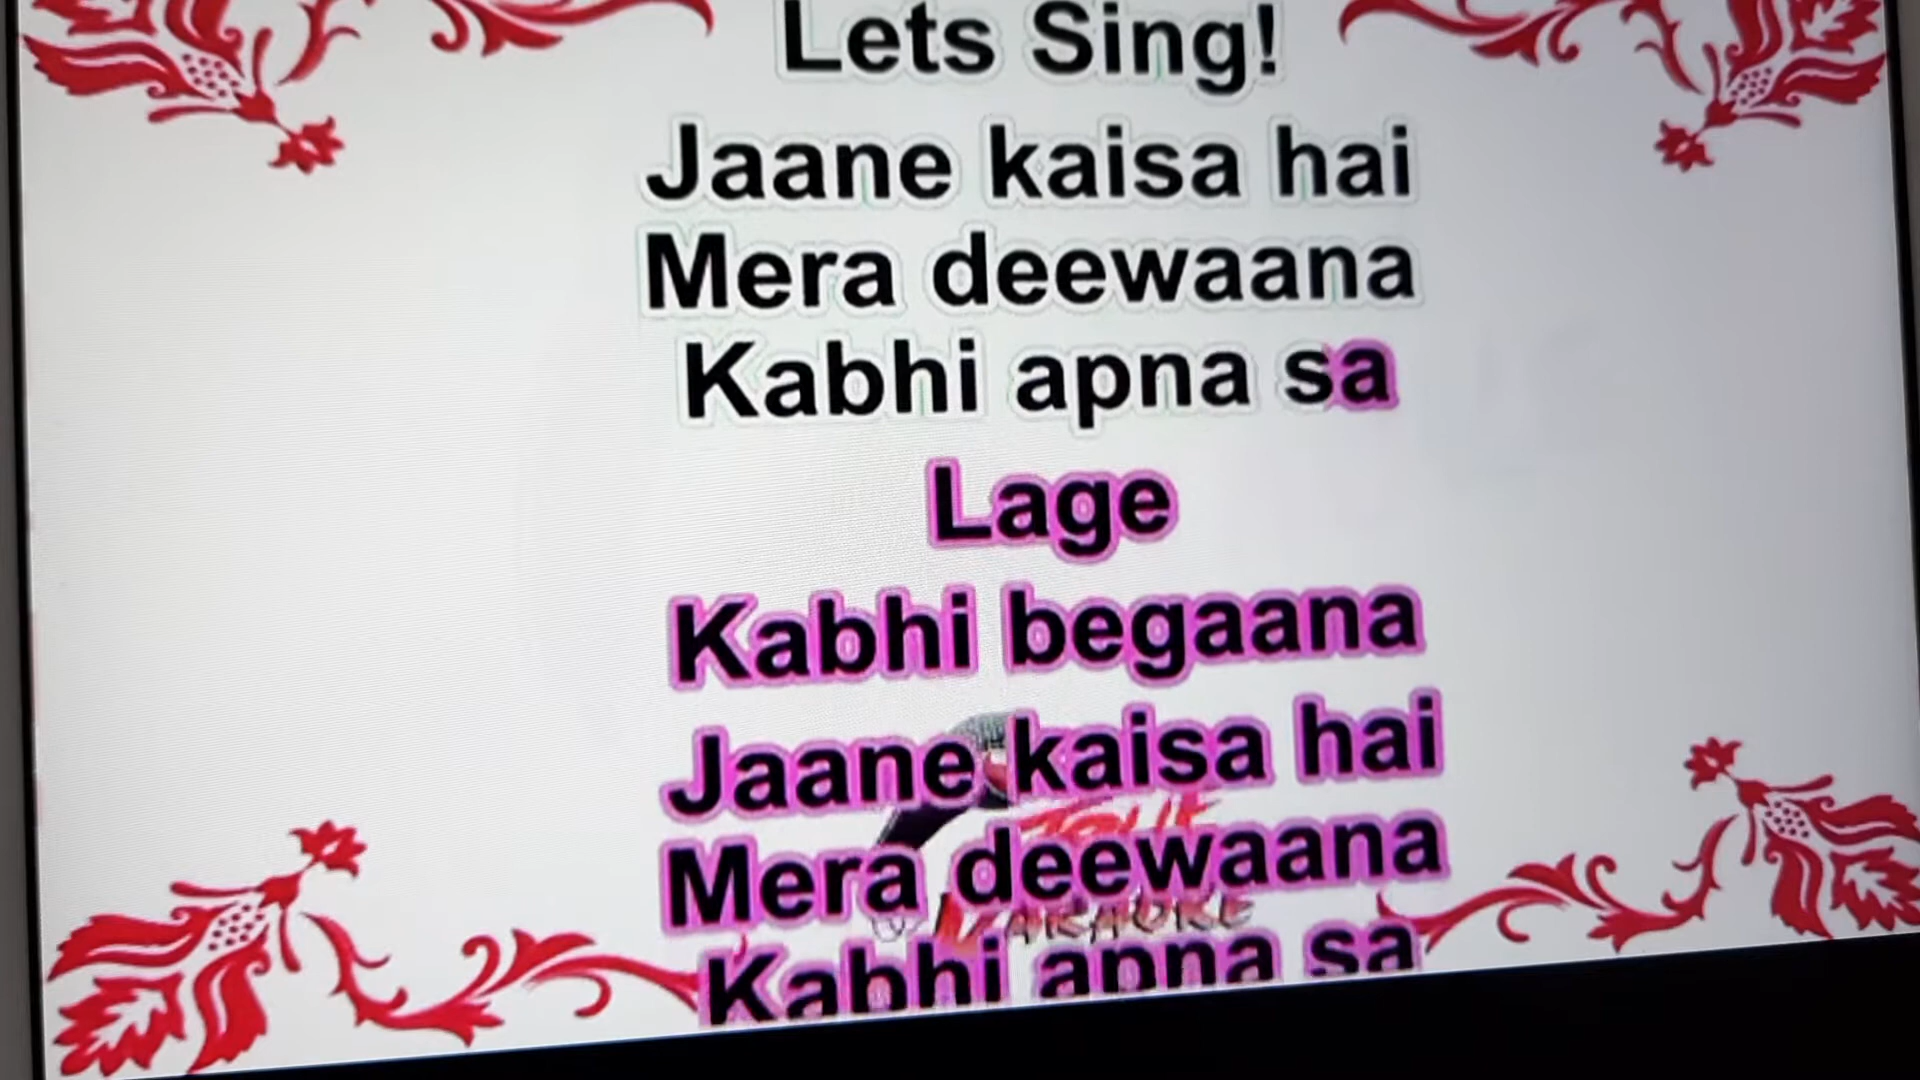 Lets Sing!
Jaane kaisa hai
Mera deewaana
Kabhi apna sa
Lage
Kabhi begaana
Jaane kaisa hai
Mera deewaana
KARAOKE
Kabhi apna sa